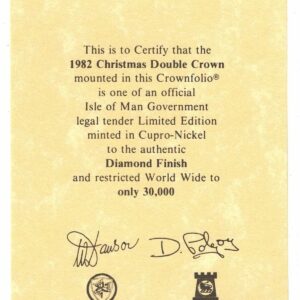 This is to Certify that the
1982 Christmas Double Crown
mounted in this Crownfolio®
is one of an official
Isle of Man Government
legal tender Limited Edition
minted in Cupro-Nickel
to the authentic
Diamond Finish
and restricted World Wide to
only 30,000